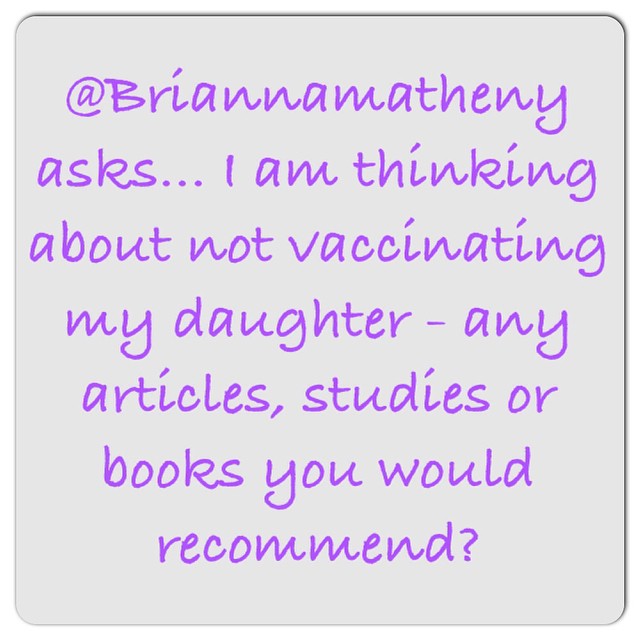 @Briannamatheny
asks... I am thinking
about not vaccinating
my daughter - any
articles, studies or
books you would
recommend?